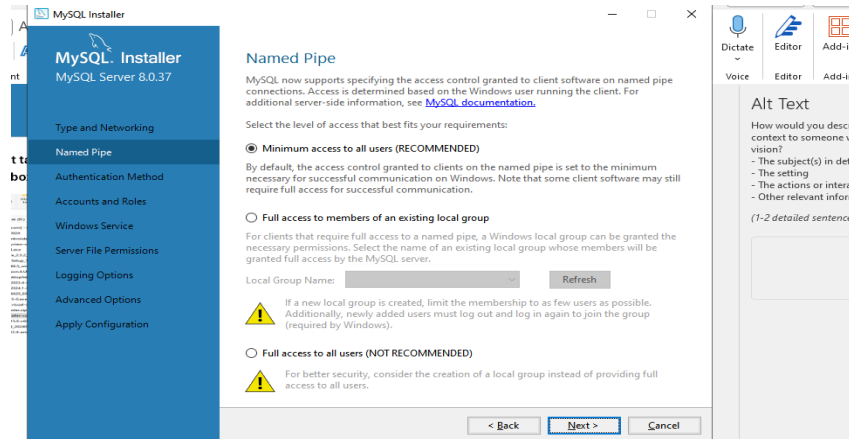 MySQL Installer
MySQL. Installer
MySQL Server 8.0.37
Type and Networking
Named Pipe
Authentication Method
Accounts and Roles
Windows Service
Server File Permissions
Logging Options
Advanced Options
Apply Configuration
Named Pipe
MySQL now supports specifying the access control granted to client software on named pipe
connections. Access is determined based on the Windows user running the client. For
additional server-side information, see MySQL documentation.
Select the level of access that best fits your requirements:
Minimum access to all users (RECOMMENDED)
By default, the access control granted to clients on the named pipe is set to the minimum
necessary for successful communication on Windows. Note that some client software may still
require full access for successful communication.
Full access to members of an existing local group
For clients that require full access to a named pipe, a Windows local group can be granted the
necessary permissions. Select the name of an existing local group whose members will be
granted full access by the MySQL server.
Local Group Name:
Refresh
If a new local group is created, limit the membership to as few users as possible.
Additionally, newly added users must log out and log in again to join the group
(required by Windows).
Full access to all users (NOT RECOMMENDED)
For better security, consider the creation of a local group instead of providing full
access to all users.
< Back
Next >
Cancel
Dictate
Editor
Add-i
Voice
Editor
Add-i
Alt Text
How would you descr
context to someone
vision?
- The subject(s) in det
- The setting
- The actions or intera
- Other relevant infor
(1-2 detailed sentence